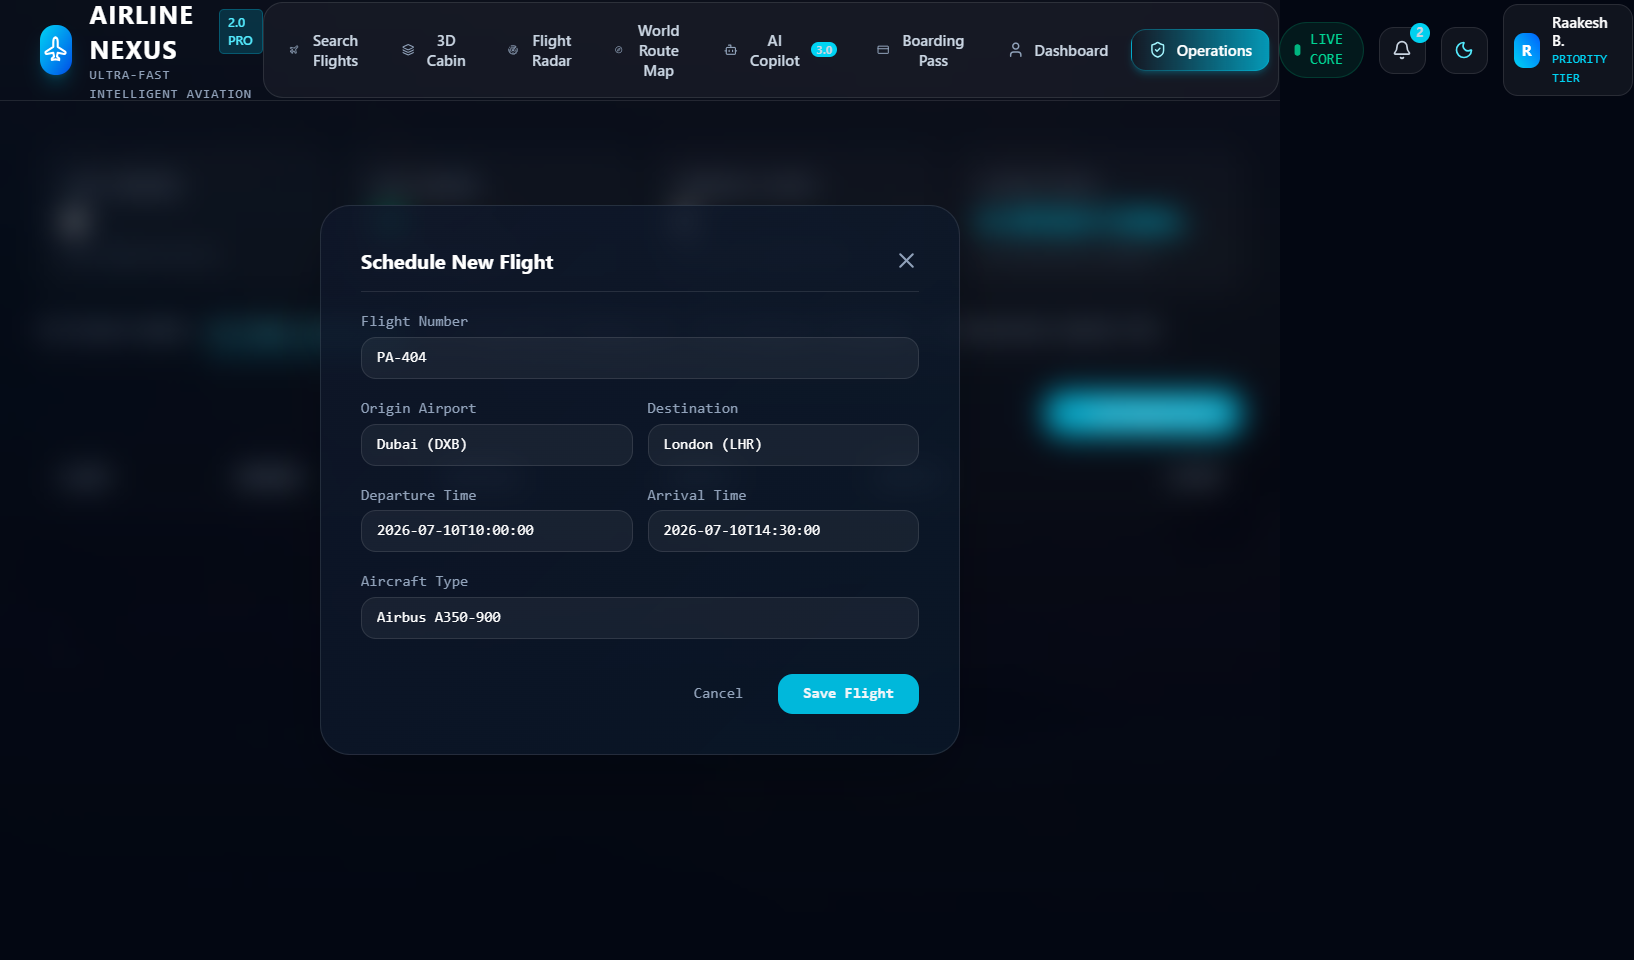 AIRLINE
NEXUS
2.0
PRO
ULTRA-FAST
INTELLIGENT AVIATION
Search
Flights
3D
Cabin
Flight
Radar
World
Route
Map
AI
Copilot
3.0
Boarding
Pass
Dashboard
Operations
LIVE
CORE
2
R
Raakesh
B.
PRIORITY
TIER
Schedule New Flight
Flight Number
PA-404
Origin Airport
Destination
Dubai (DXB)
London (LHR)
Departure Time
Arrival Time
2026-07-10T10:00:00
2026-07-10T14:30:00
Aircraft Type
Airbus A350-900
Cancel
Save Flight